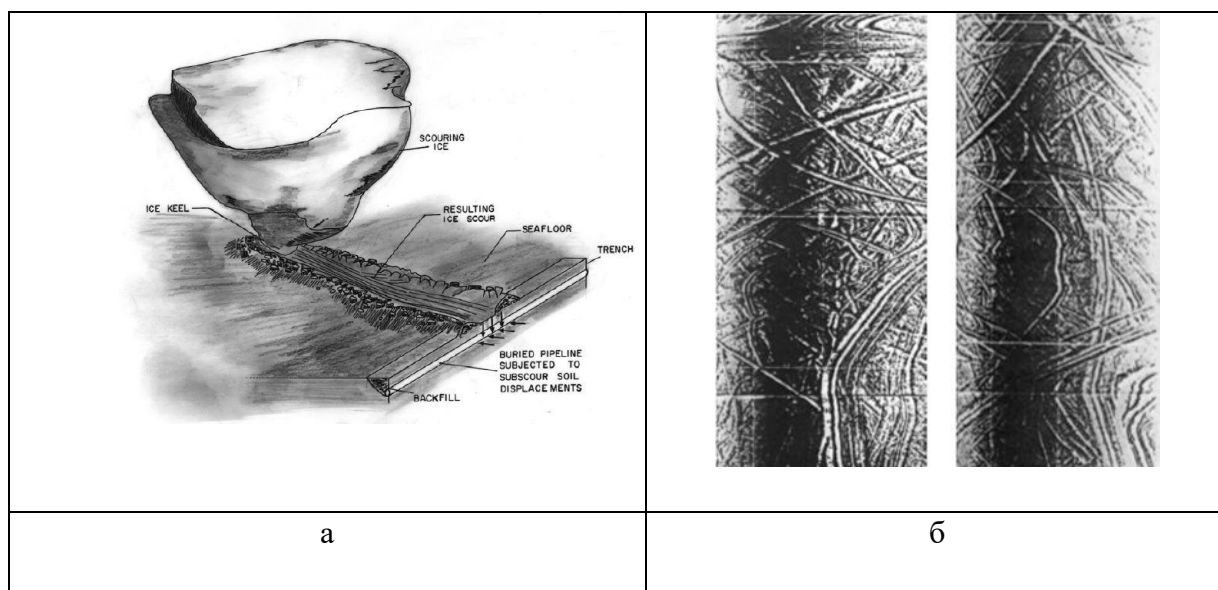 SCOURING
ICE
ICE KEEL
RESULTING
ICE SCOUR
SEAFLOOR
TRENCH
BURIED PIPELINE
SUBJECTED TO
SUBSCOUR SOIL
DISPLACEMENTS
BACKFILL
а
б